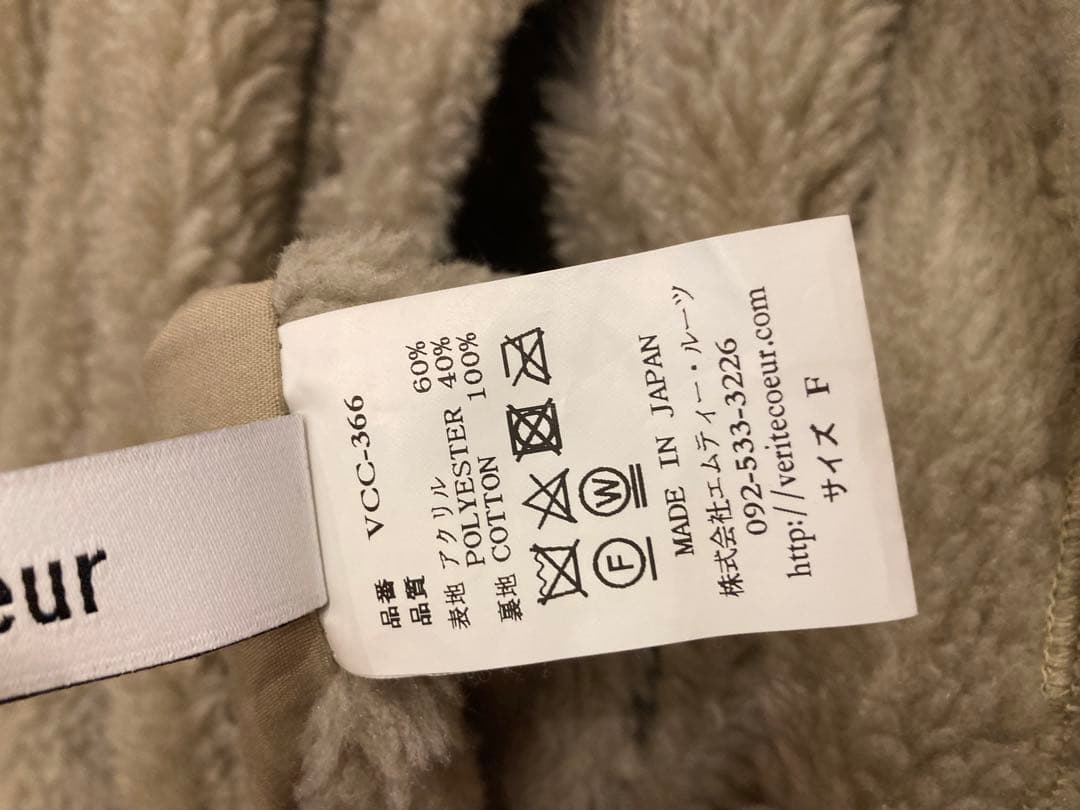 品番 VCC-366
品質
表地 アクリル 60%
POLYESTER 40%
裏地 COTTON 100%
F W
MADE IN JAPAN
株式会社エムティー・ルーツ
092-533-3226
http://veritecoeur.com
サイズ F
eur